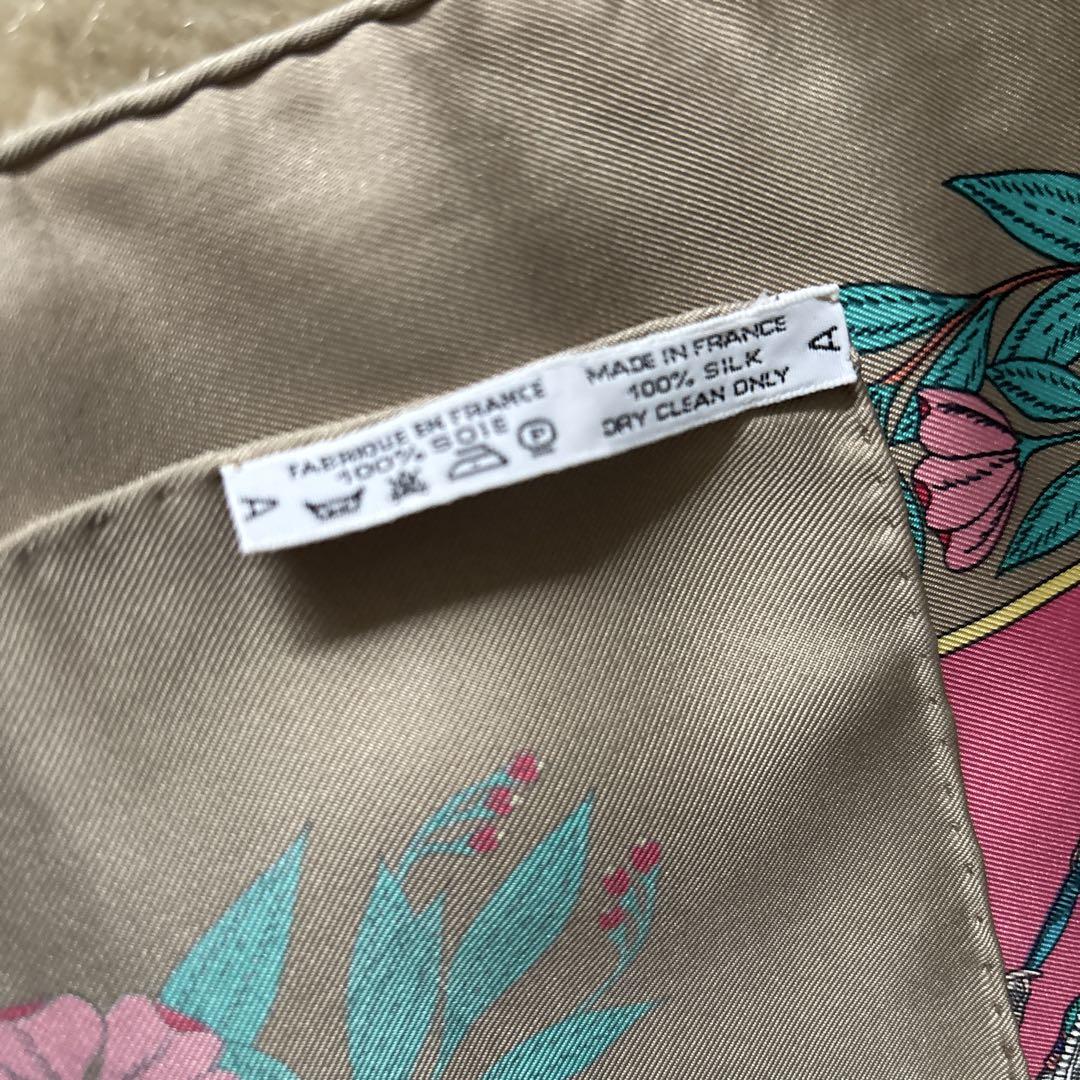 A
FABRIQUE EN FRANCE
100% SOIE
P
MADE IN FRANCE
100% SILK
DRY CLEAN ONLY
A